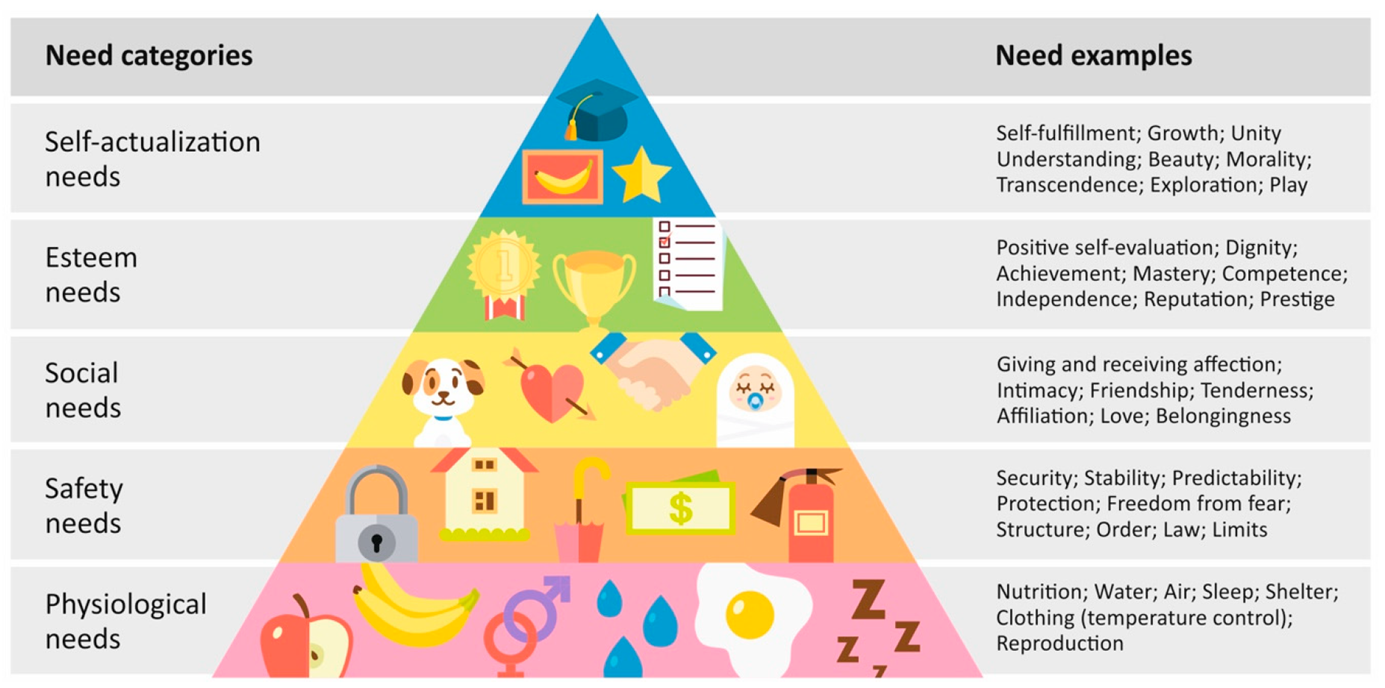 Need categories
Need examples
Self-actualization
needs
Self-fulfillment; Growth; Unity
Understanding; Beauty; Morality;
Transcendence; Exploration; Play
Esteem
needs
1
Positive self-evaluation; Dignity;
Achievement; Mastery; Competence;
Independence; Reputation; Prestige
Social
needs
Giving and receiving affection;
Intimacy; Friendship; Tenderness;
Affiliation; Love; Belongingness
Safety
needs
$
Security; Stability; Predictability;
Protection; Freedom from fear;
Structure; Order; Law; Limits
Physiological
needs
Z
Z
Z
Z
Nutrition; Water; Air; Sleep; Shelter;
Clothing (temperature control);
Reproduction